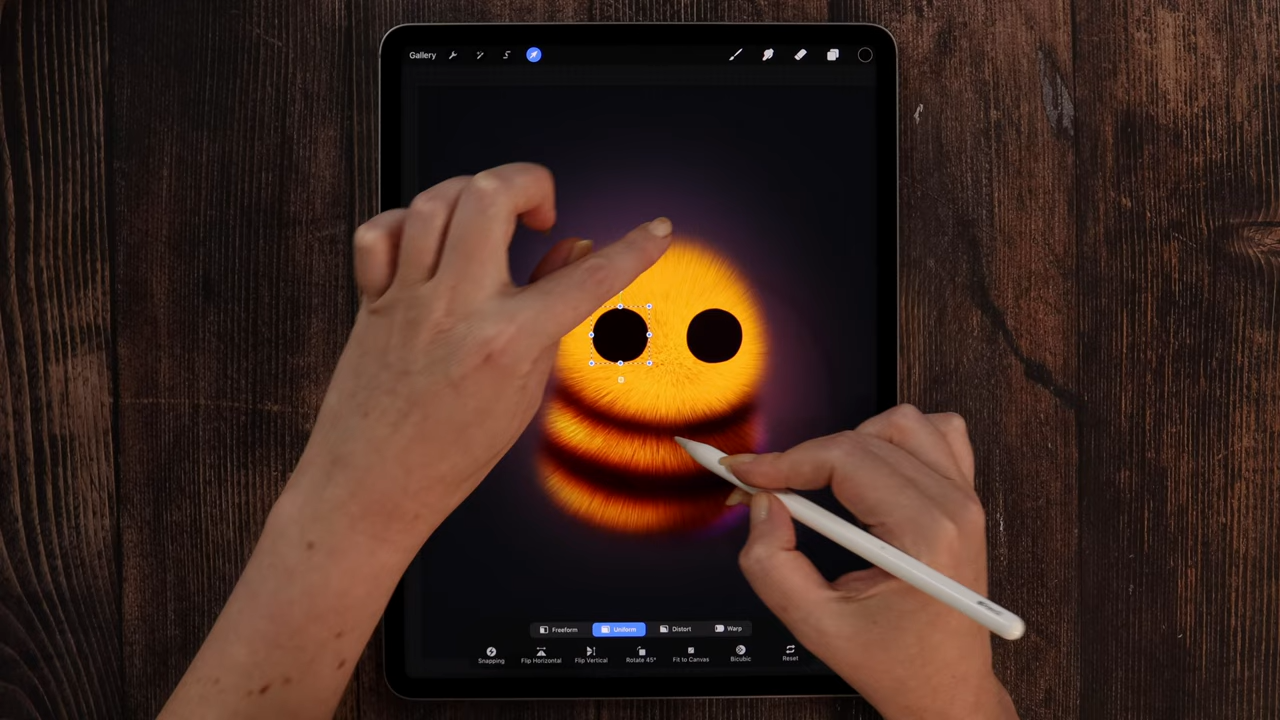 Gallery
Freeform Uniform Distort Warp
Snapping Flip Horizontal Flip Vertical Rotate 45° Fit to Canvas Bicubic Reset